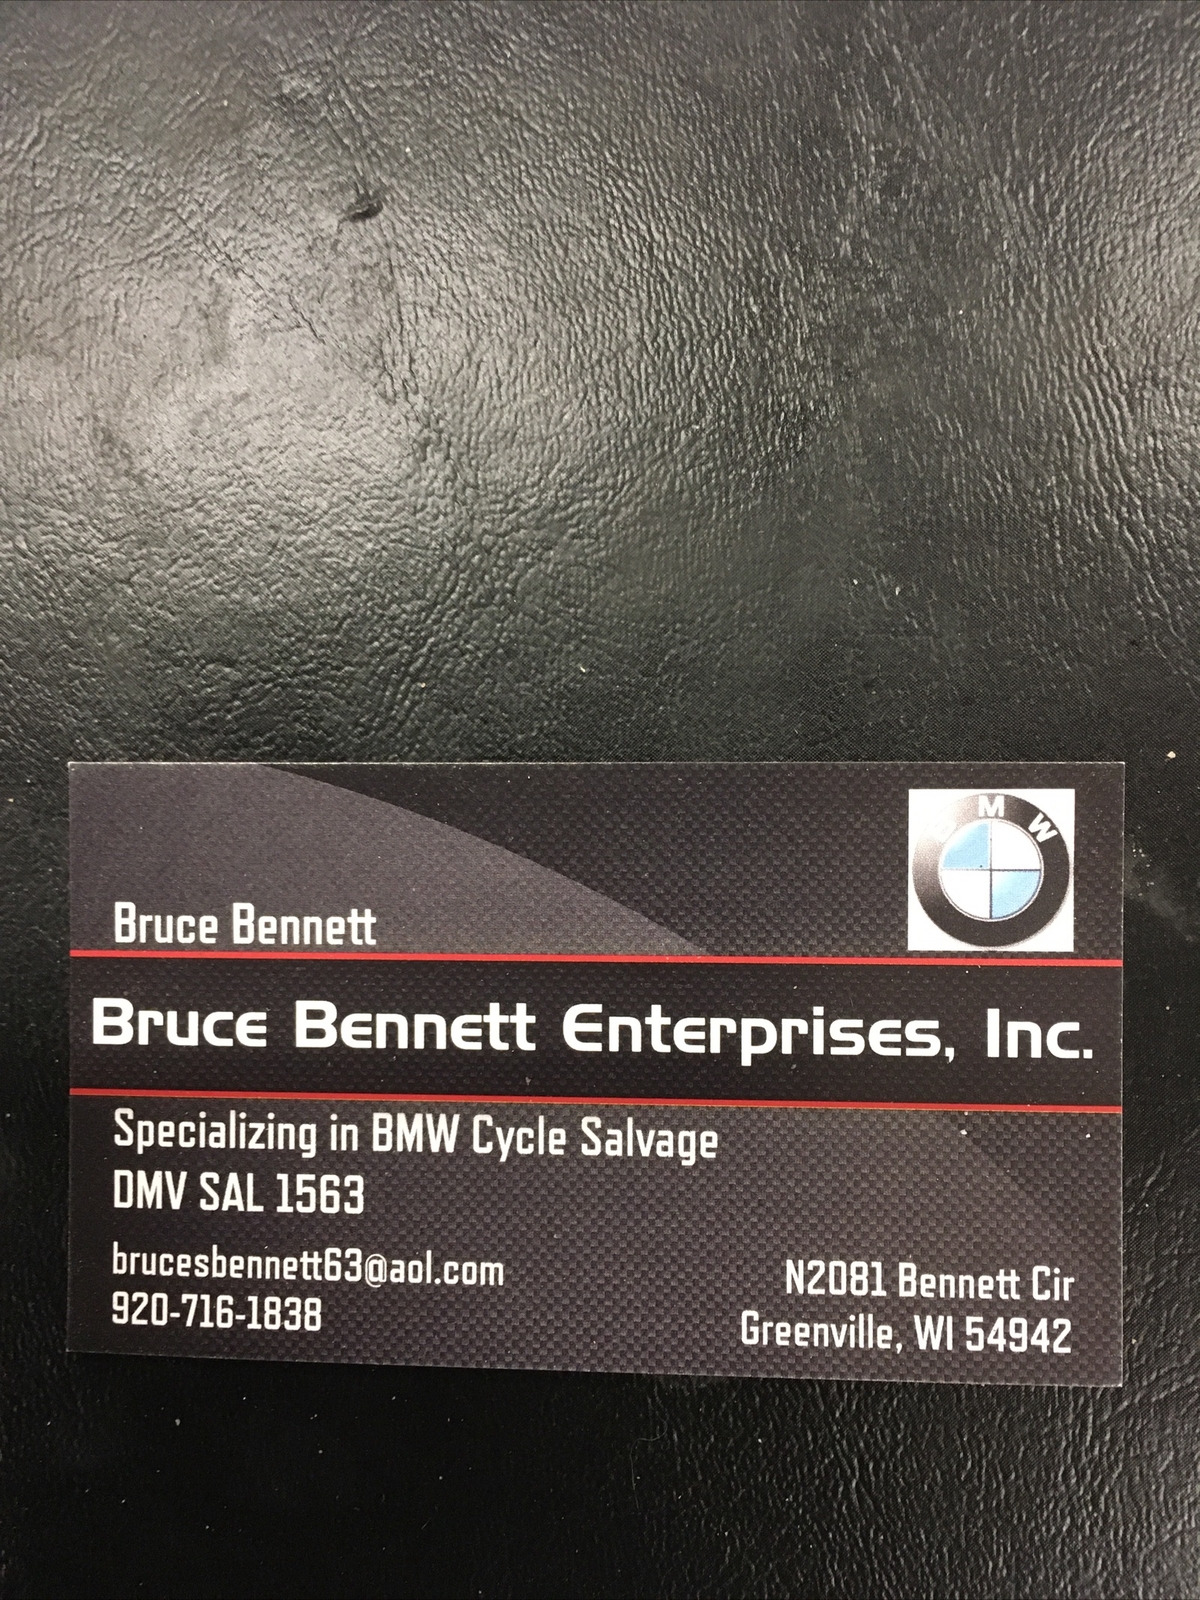 BMW
Bruce Bennett
Bruce Bennett Enterprises, Inc.
Specializing in BMW Cycle Salvage
DMV SAL 1563
brucesbennett63@aol.com
920-716-1838
N2081 Bennett Cir
Greenville, WI 54942